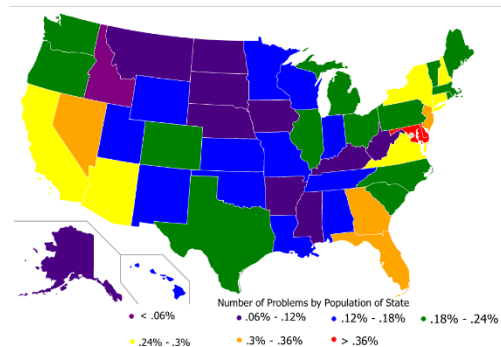 Number of Problems by Population of State
< .06% .06% - .12% .12% - .18% .18% - .24%
.24% - .3% .3% - .36% > .36%